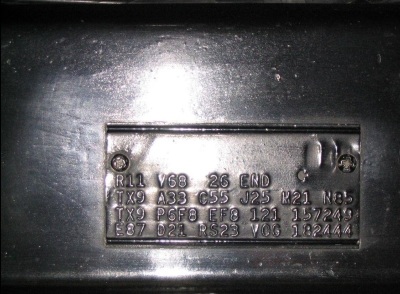 R11 V68 26 END
TX9 A33 C55 J25 M21 N85
TX9 P6F8 EF8 121 157249
E87 D21 RS23 VOG 182444